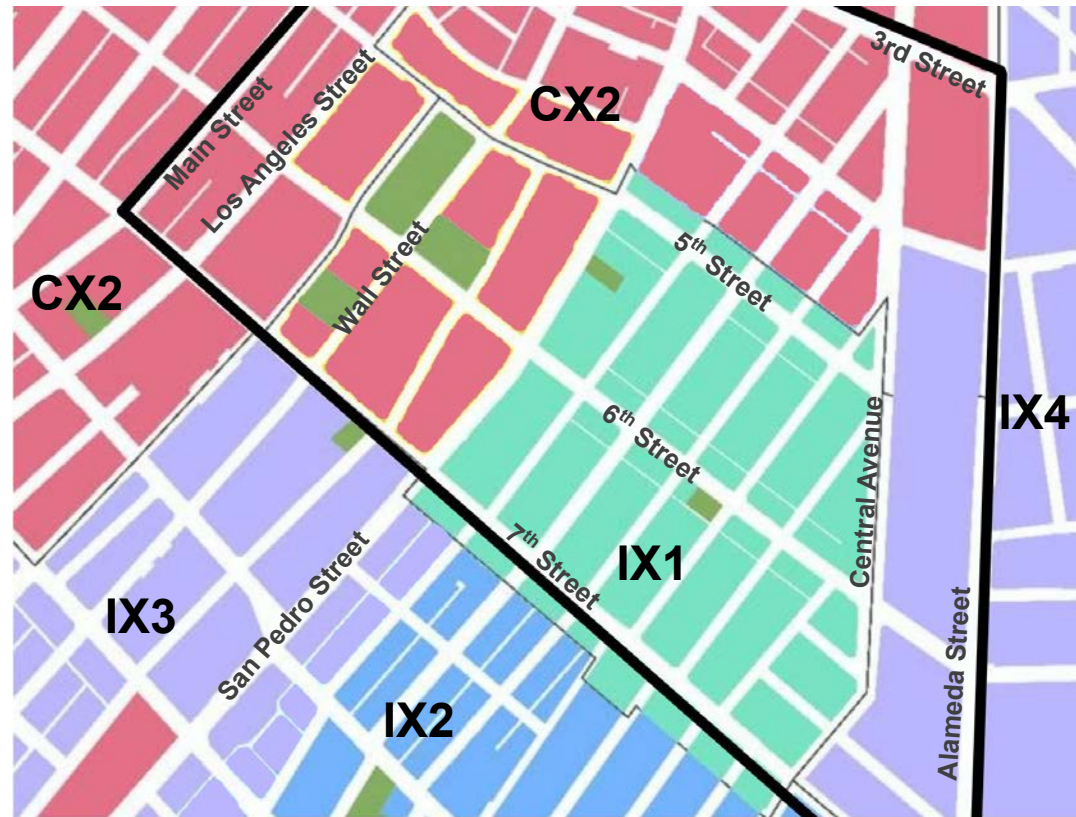 3rd Street
Main Street
Los Angeles Street
CX2
CX2
Wall Street
5th Street
IX4
6th Street
Central Avenue
7th Street
IX1
San Pedro Street
IX3
Alameda Street
IX2